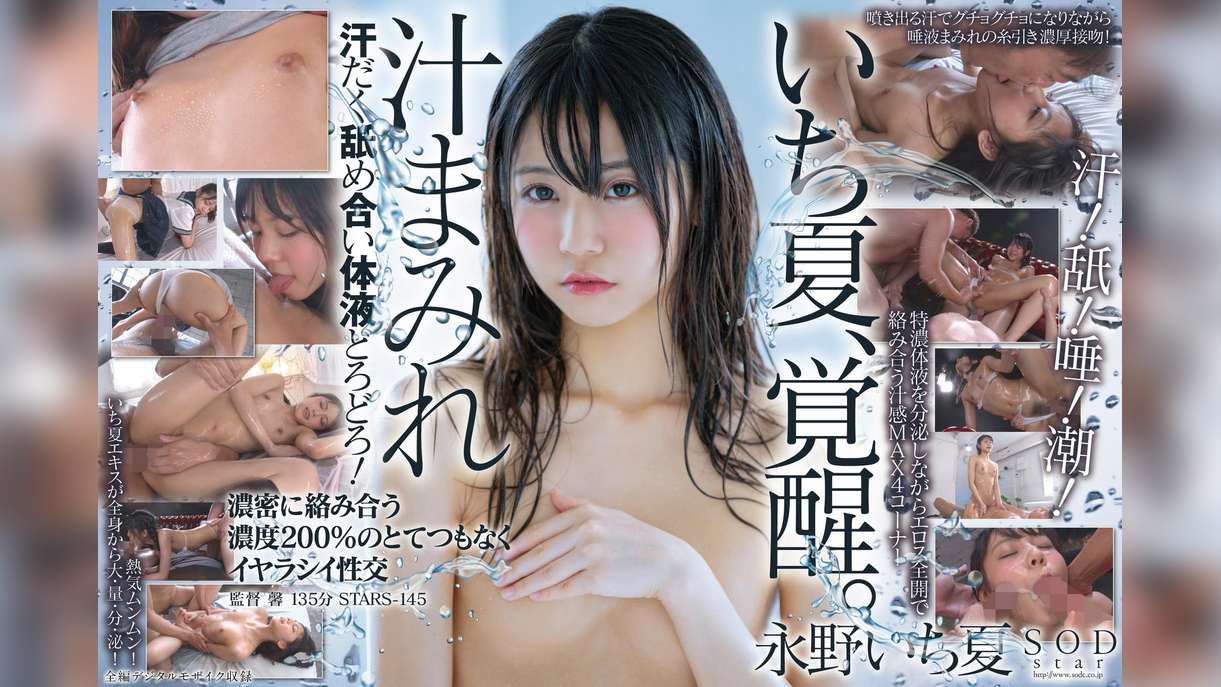 噴き出る汗でグチョグチョになりながら
唾液まみれの糸引き濃厚接吻!
いち夏、覚醒。
汁まみれ
汗だく舐め合い体液どろどろ!
汗!舐!唾!潮!
特濃体液を分泌しながらエロス全開で
絡み合う汁感MAX4コーナー
濃密に絡み合う
濃度200%のとてつもなく
イヤラシイ性交
監督 馨 135分 STARS-145
いち夏エキスが全身から大・量・分・泌!
熱気ムンムン!
永野いち夏
SOD
star
http://www.sodc.co.jp
全編デジタルモザイク収録